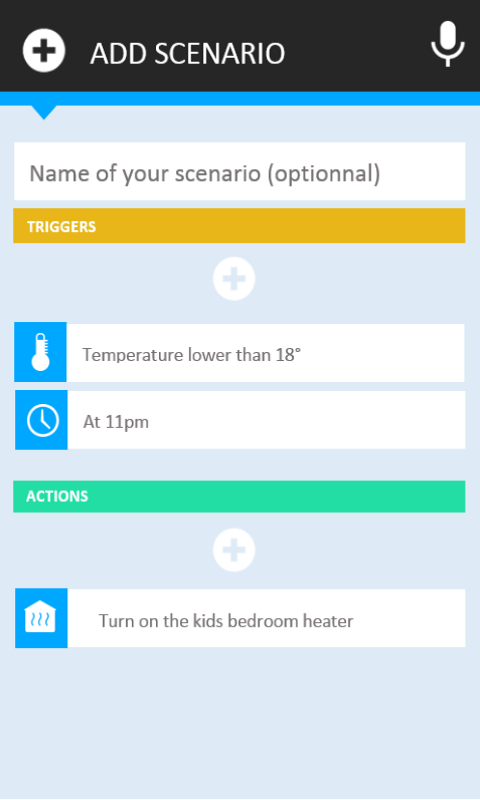 ADD SCENARIO
Name of your scenario (optionnal)
TRIGGERS
Temperature lower than 18°
At 11pm
ACTIONS
Turn on the kids bedroom heater